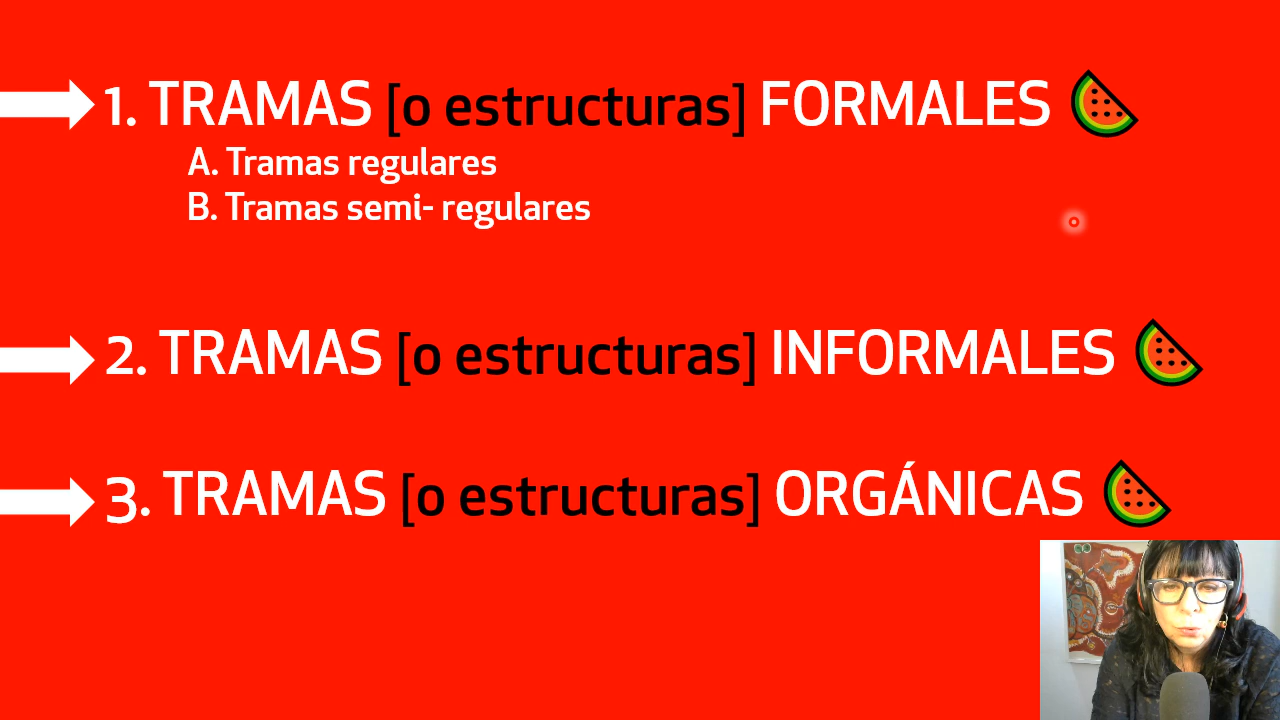 1. TRAMAS [o estructuras] FORMALES
A. Tramas regulares
B. Tramas semi- regulares
2. TRAMAS [o estructuras] INFORMALES
3. TRAMAS [o estructuras] ORGÁNICAS